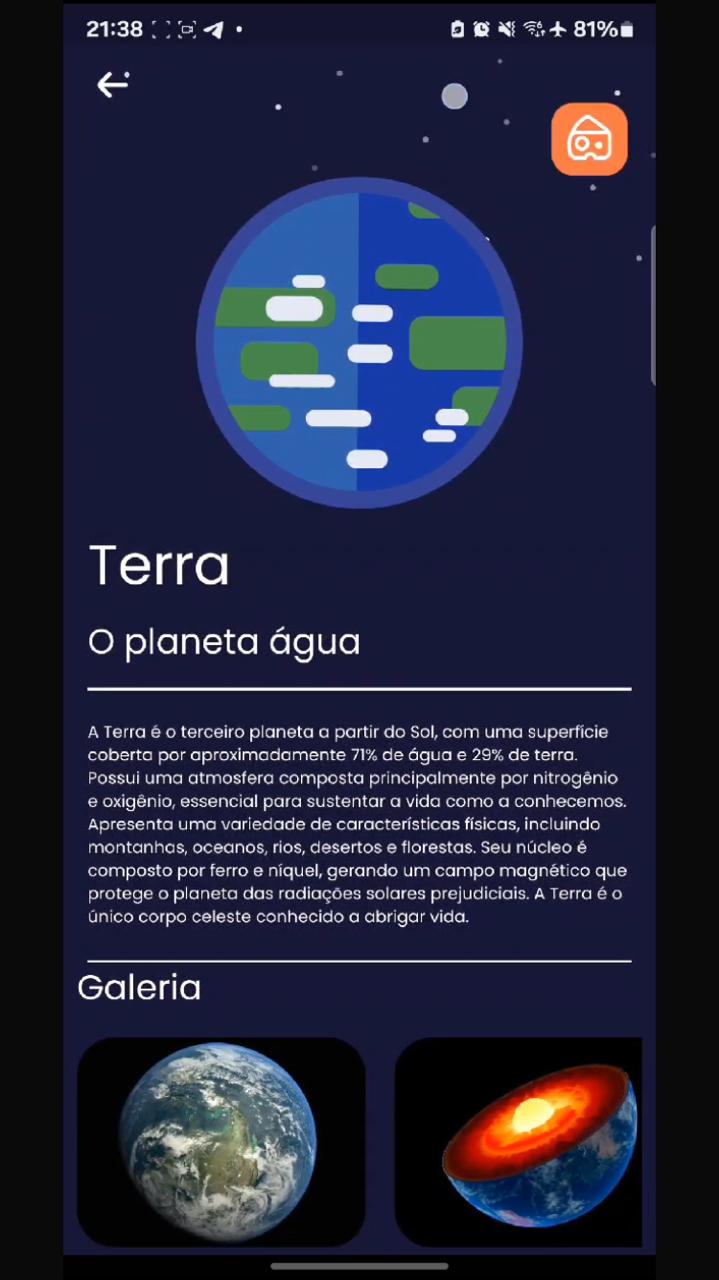 21:38
81%
Terra
O planeta água
A Terra é o terceiro planeta a partir do Sol, com uma superfície
coberta por aproximadamente 71% de água e 29% de terra.
Possui uma atmosfera composta principalmente por nitrogênio
e oxigênio, essencial para sustentar a vida como a conhecemos.
Apresenta uma variedade de características físicas, incluindo
montanhas, oceanos, rios, desertos e florestas. Seu núcleo é
composto por ferro e níquel, gerando um campo magnético que
protege o planeta das radiações solares prejudiciais. A Terra é o
único corpo celeste conhecido a abrigar vida.
Galeria